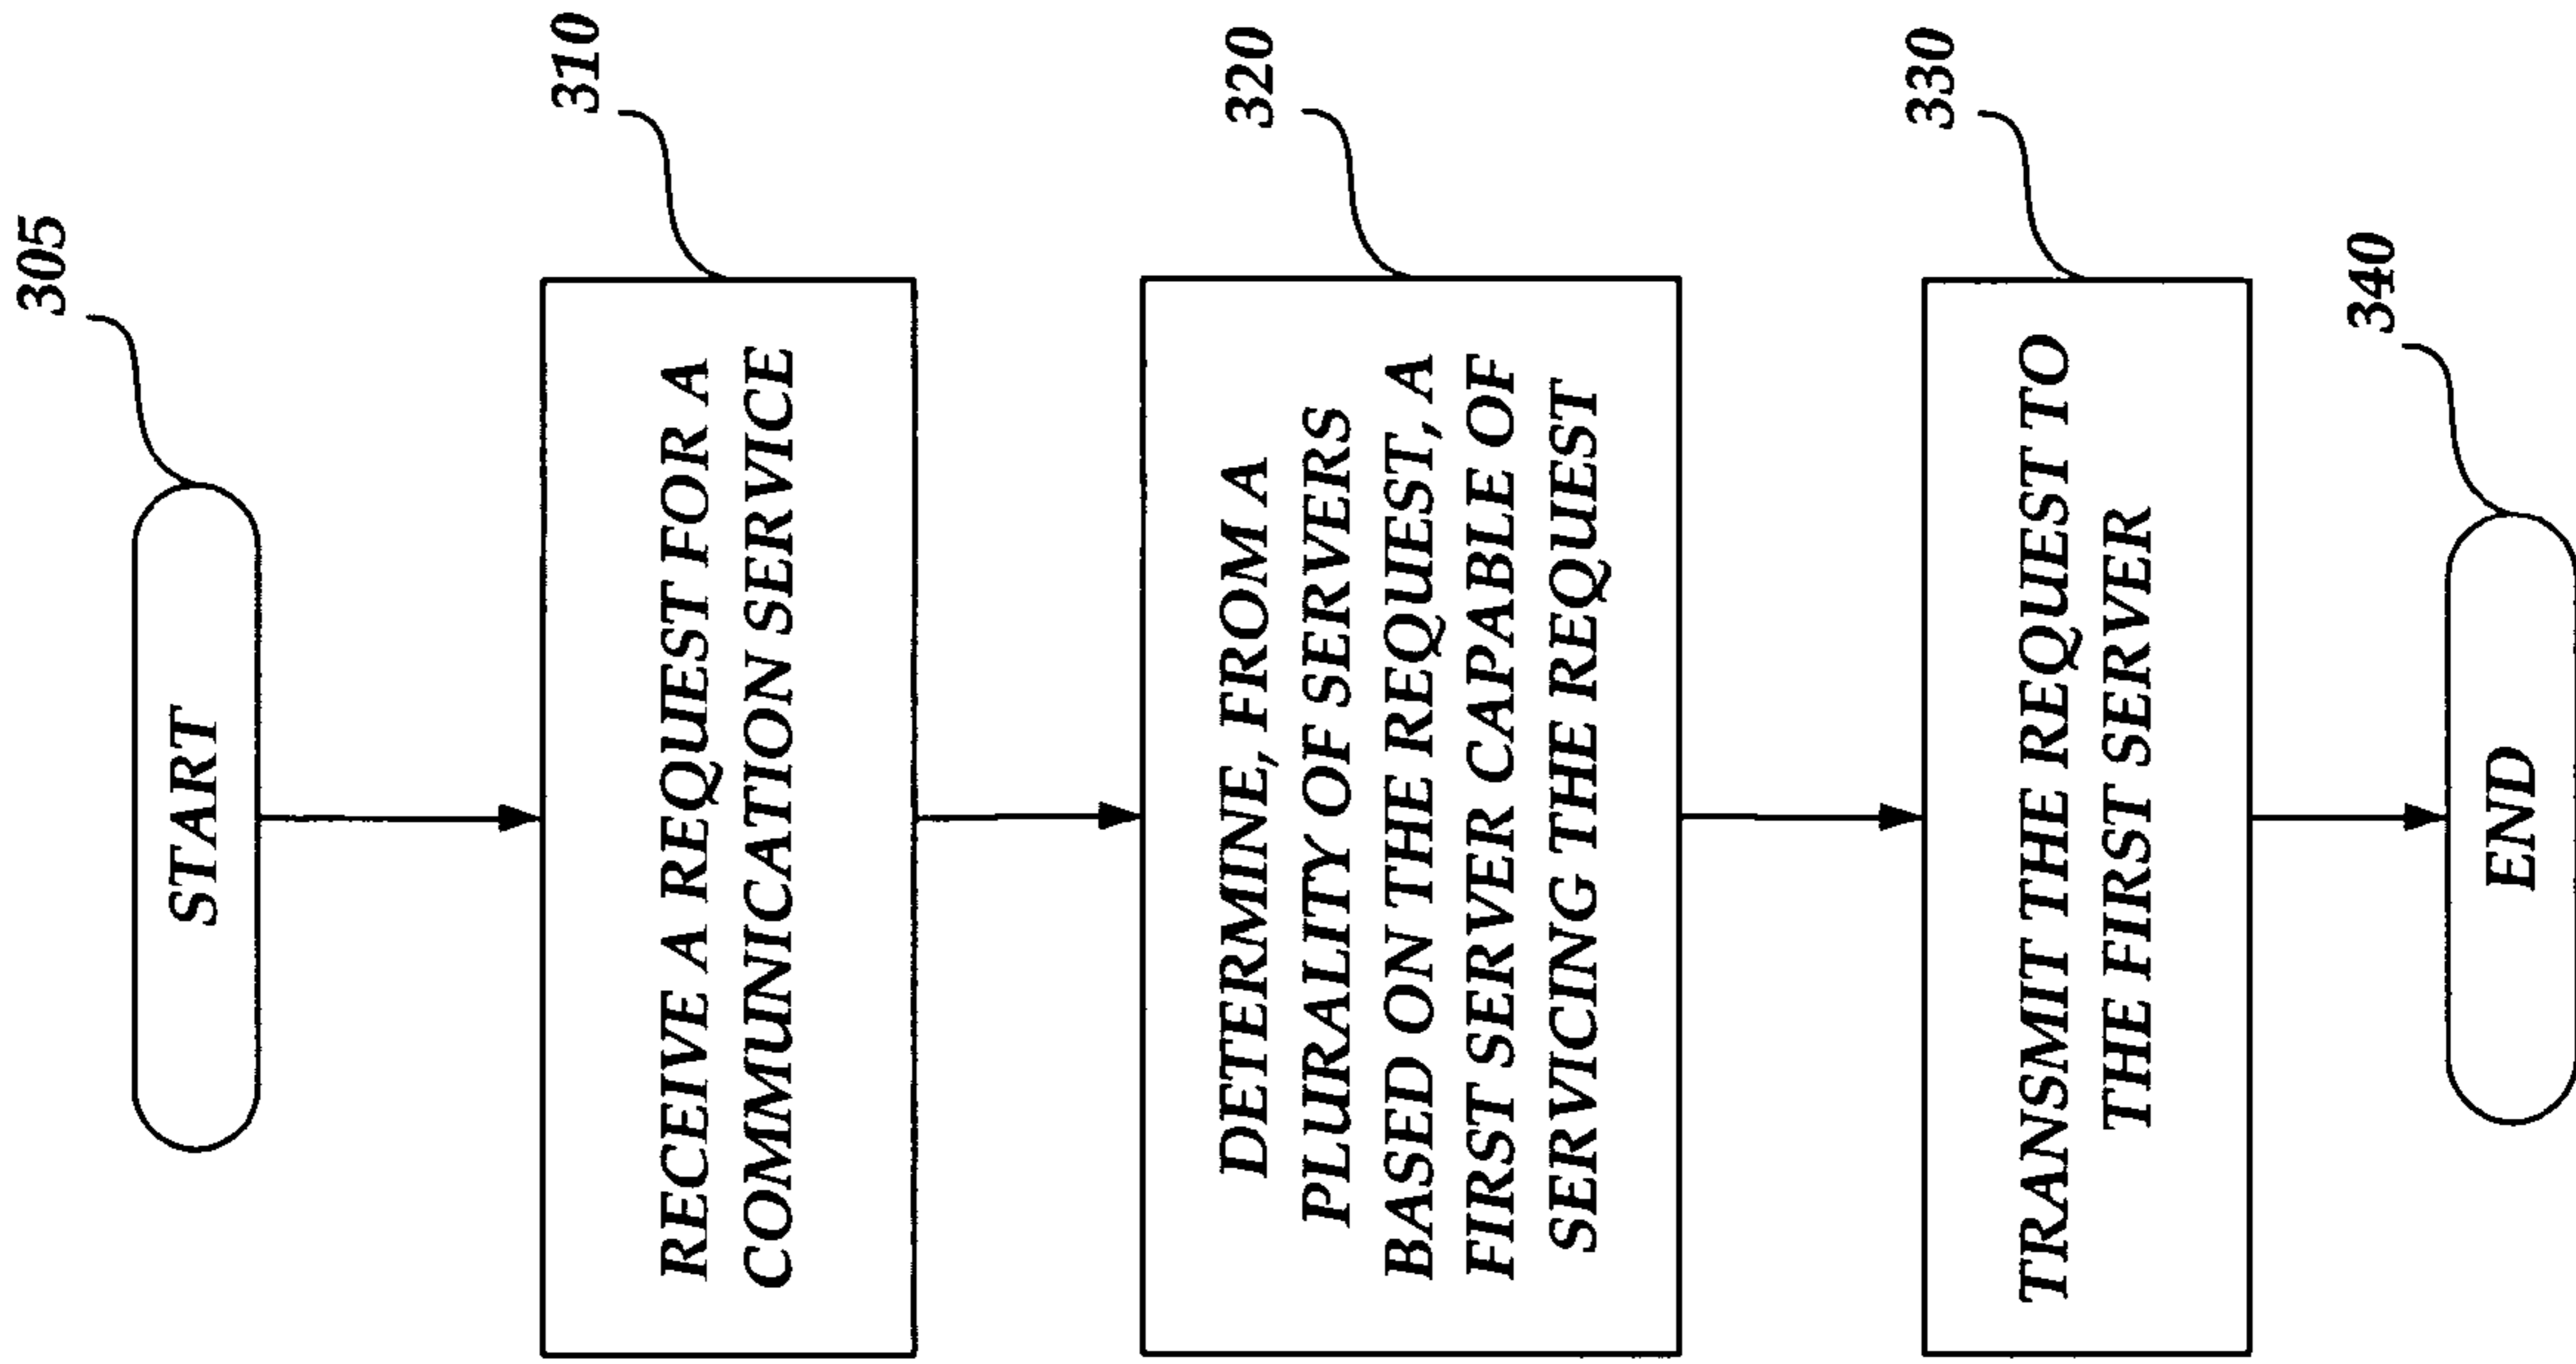 305
START
310
RECEIVE A REQUEST FOR A
COMMUNICATION SERVICE
320
DETERMINE, FROM A
PLURALITY OF SERVERS
BASED ON THE REQUEST, A
FIRST SERVER CAPABLE OF
SERVICING THE REQUEST
330
TRANSMIT THE REQUEST TO
THE FIRST SERVER
340
END